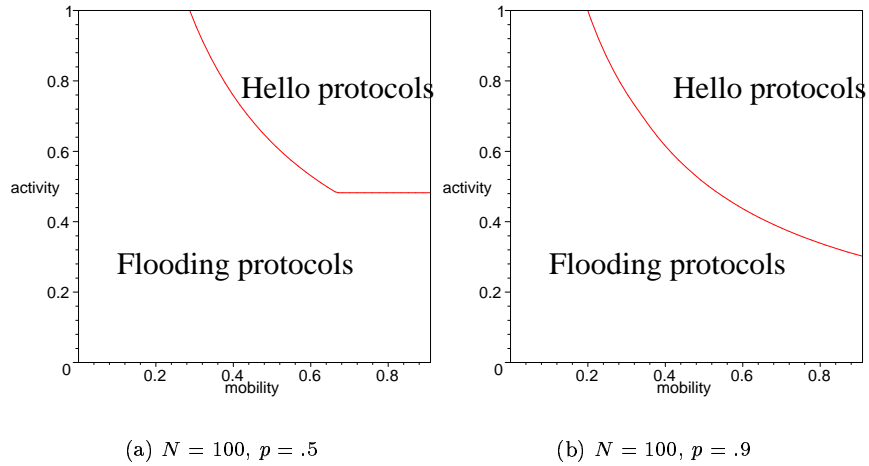 1
0.8
0.6
0.4
0.2
0
activity
Hello protocols
Flooding protocols
0.2
0.4
0.6
0.8
mobility
(a) N = 100, p = .5
1
0.8
0.6
0.4
0.2
0
activity
Hello protocols
Flooding protocols
0.2
0.4
0.6
0.8
mobility
(b) N = 100, p = .9